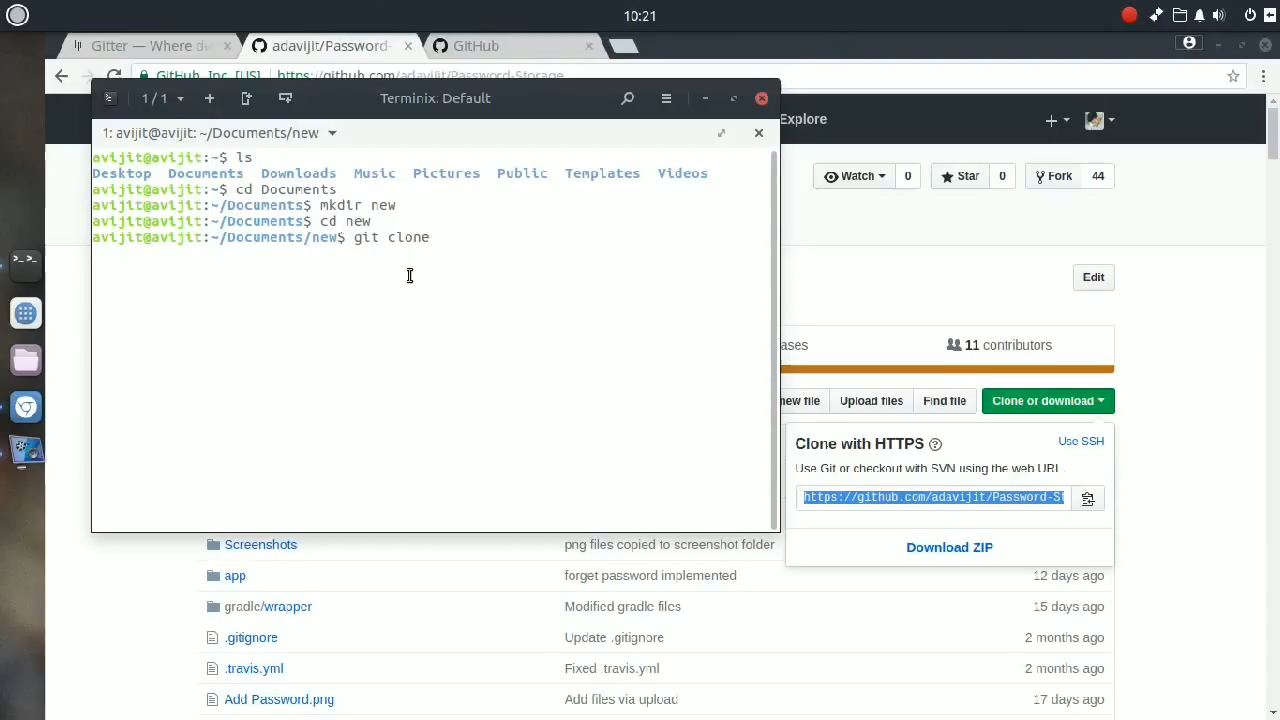 10:21
Gitter — Where de
adavijit/Password-
GitHub
GitHub, Inc. [US] https://github.com/adavijit/Password-Storage
1 / 1
Terminix: Default
Explore
1: avijit@avijit: ~/Documents/new
avijit@avijit:~$ ls
Desktop Documents Downloads Music Pictures Public Templates Videos
avijit@avijit:~$ cd Documents
avijit@avijit:~/Documents$ mkdir new
avijit@avijit:~/Documents$ cd new
avijit@avijit:~/Documents/new$ git clone
Watch 0 Star 0 Fork 44
Edit
ases 11 contributors
new file Upload files Find file Clone or download
Clone with HTTPS Use SSH
Use Git or checkout with SVN using the web URL.
https://github.com/adavijit/Password-St
Download ZIP
Screenshots png files copied to screenshot folder
app forget password implemented 12 days ago
gradle/wrapper Modified gradle files 15 days ago
.gitignore Update .gitignore 2 months ago
.travis.yml Fixed .travis.yml 2 months ago
Add Password.png Add files via upload 17 days ago